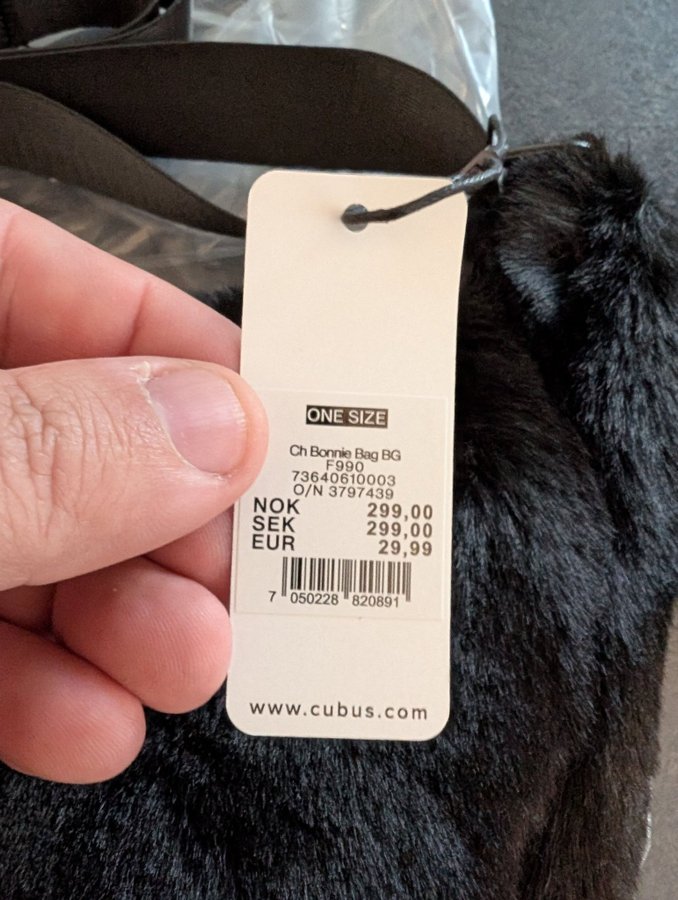 ONE SIZE
Ch Bonnie Bag BG
F990
73640610003
O/N 3797439
NOK 299,00
SEK 299,00
EUR 29,99
7 050228 820891
www.cubus.com